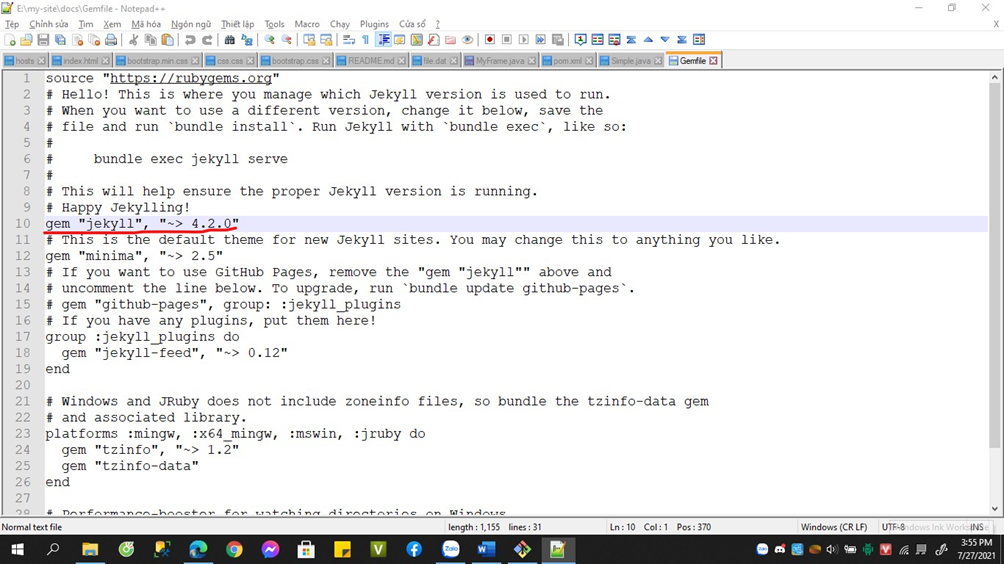 E:\my-site\docs\Gemfile - Notepad++
Tệp Chỉnh sửa Tìm Xem Mã hóa Ngôn ngữ Thiết lập Tools Macro Chạy Plugins Cửa sổ ? X
hosts index.html bootstrap.min.css css.css bootstrap.css README.md file.dat MyFrame.java pom.xml Simple.java Gemfile
1 source "https://rubygems.org"
2 # Hello! This is where you manage which Jekyll version is used to run.
3 # When you want to use a different version, change it below, save the
4 # file and run `bundle install`. Run Jekyll with `bundle exec`, like so:
5 #
6 #     bundle exec jekyll serve
7 #
8 # This will help ensure the proper Jekyll version is running.
9 # Happy Jekylling!
10 gem "jekyll", "~> 4.2.0"
11 # This is the default theme for new Jekyll sites. You may change this to anything you like.
12 gem "minima", "~> 2.5"
13 # If you want to use GitHub Pages, remove the "gem "jekyll"" above and
14 # uncomment the line below. To upgrade, run `bundle update github-pages`.
15 # gem "github-pages", group: :jekyll_plugins
16 # If you have any plugins, put them here!
17 group :jekyll_plugins do
18   gem "jekyll-feed", "~> 0.12"
19 end
20
21 # Windows and JRuby does not include zoneinfo files, so bundle the tzinfo-data gem
22 # and associated library.
23 platforms :mingw, :x64_mingw, :mswin, :jruby do
24   gem "tzinfo", "~> 1.2"
25   gem "tzinfo-data"
26 end
27
28 # Performance-booster for watching directories on Windows
Normal text file length : 1,155 lines : 31 Ln : 10 Col : 1 Pos : 370 Windows (CR LF) UTF-8 INS
Windows Ink Workspace
Zalo
3:55 PM
7/27/2021